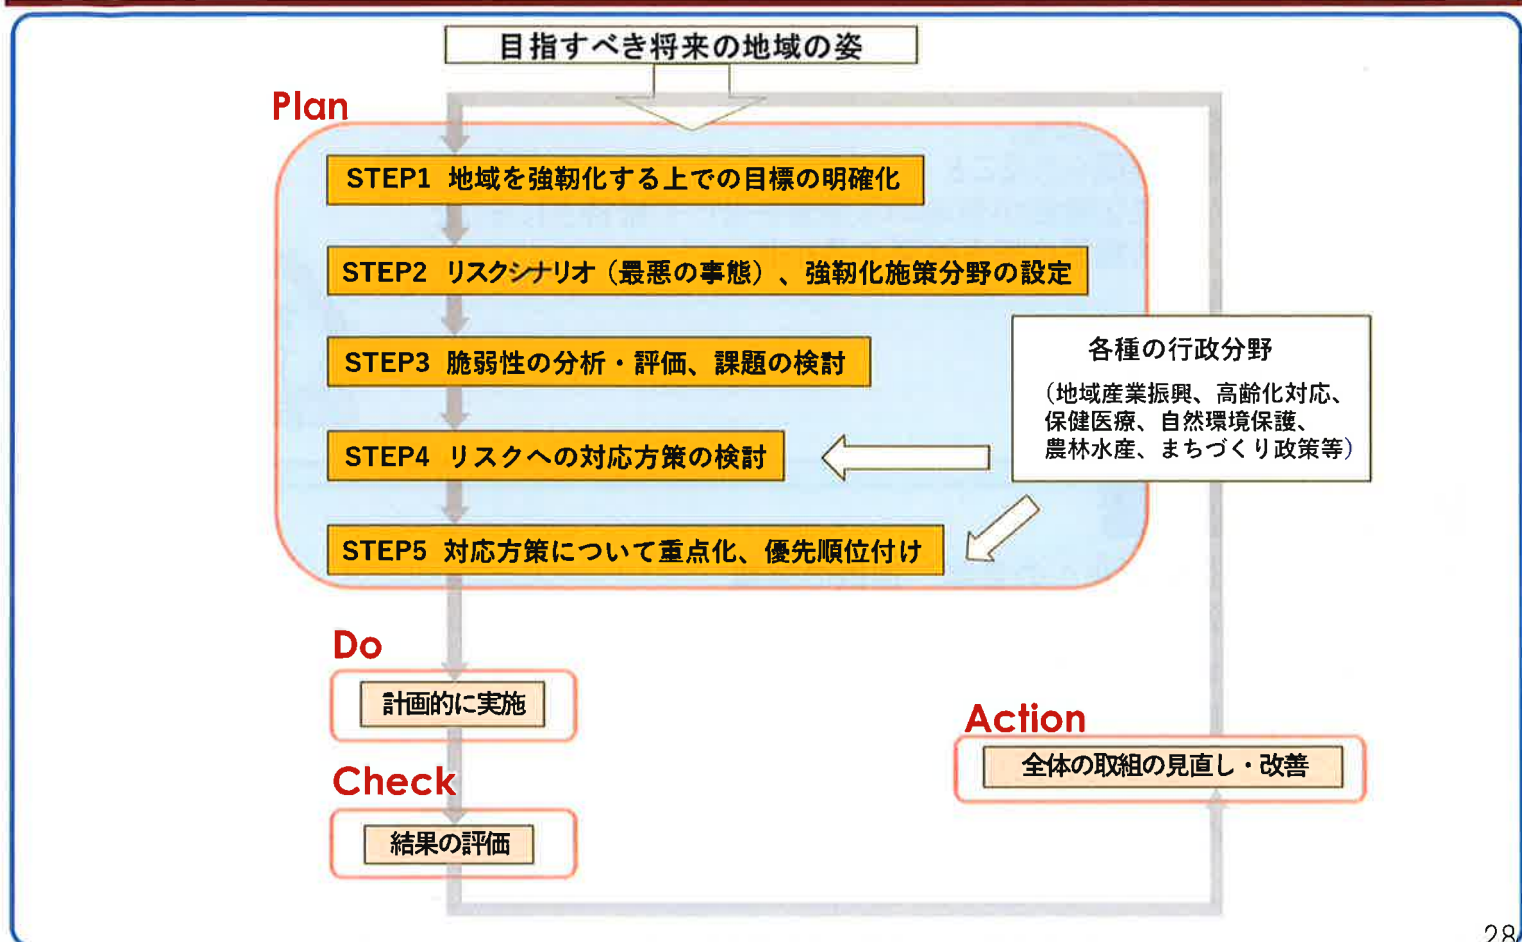 目指すべき将来の地域の姿
Plan
STEP1 地域を強靭化する上での目標の明確化
STEP2 リスクシナリオ（最悪の事態）、強靭化施策分野の設定
STEP3 脆弱性の分析・評価、課題の検討
各種の行政分野
（地域産業振興、高齢化対応、
保健医療、自然環境保護、
農林水産、まちづくり政策等）
STEP4 リスクへの対応方策の検討
STEP5 対応方策について重点化、優先順位付け
Do
計画的に実施
Action
全体の取組の見直し・改善
Check
結果の評価
28